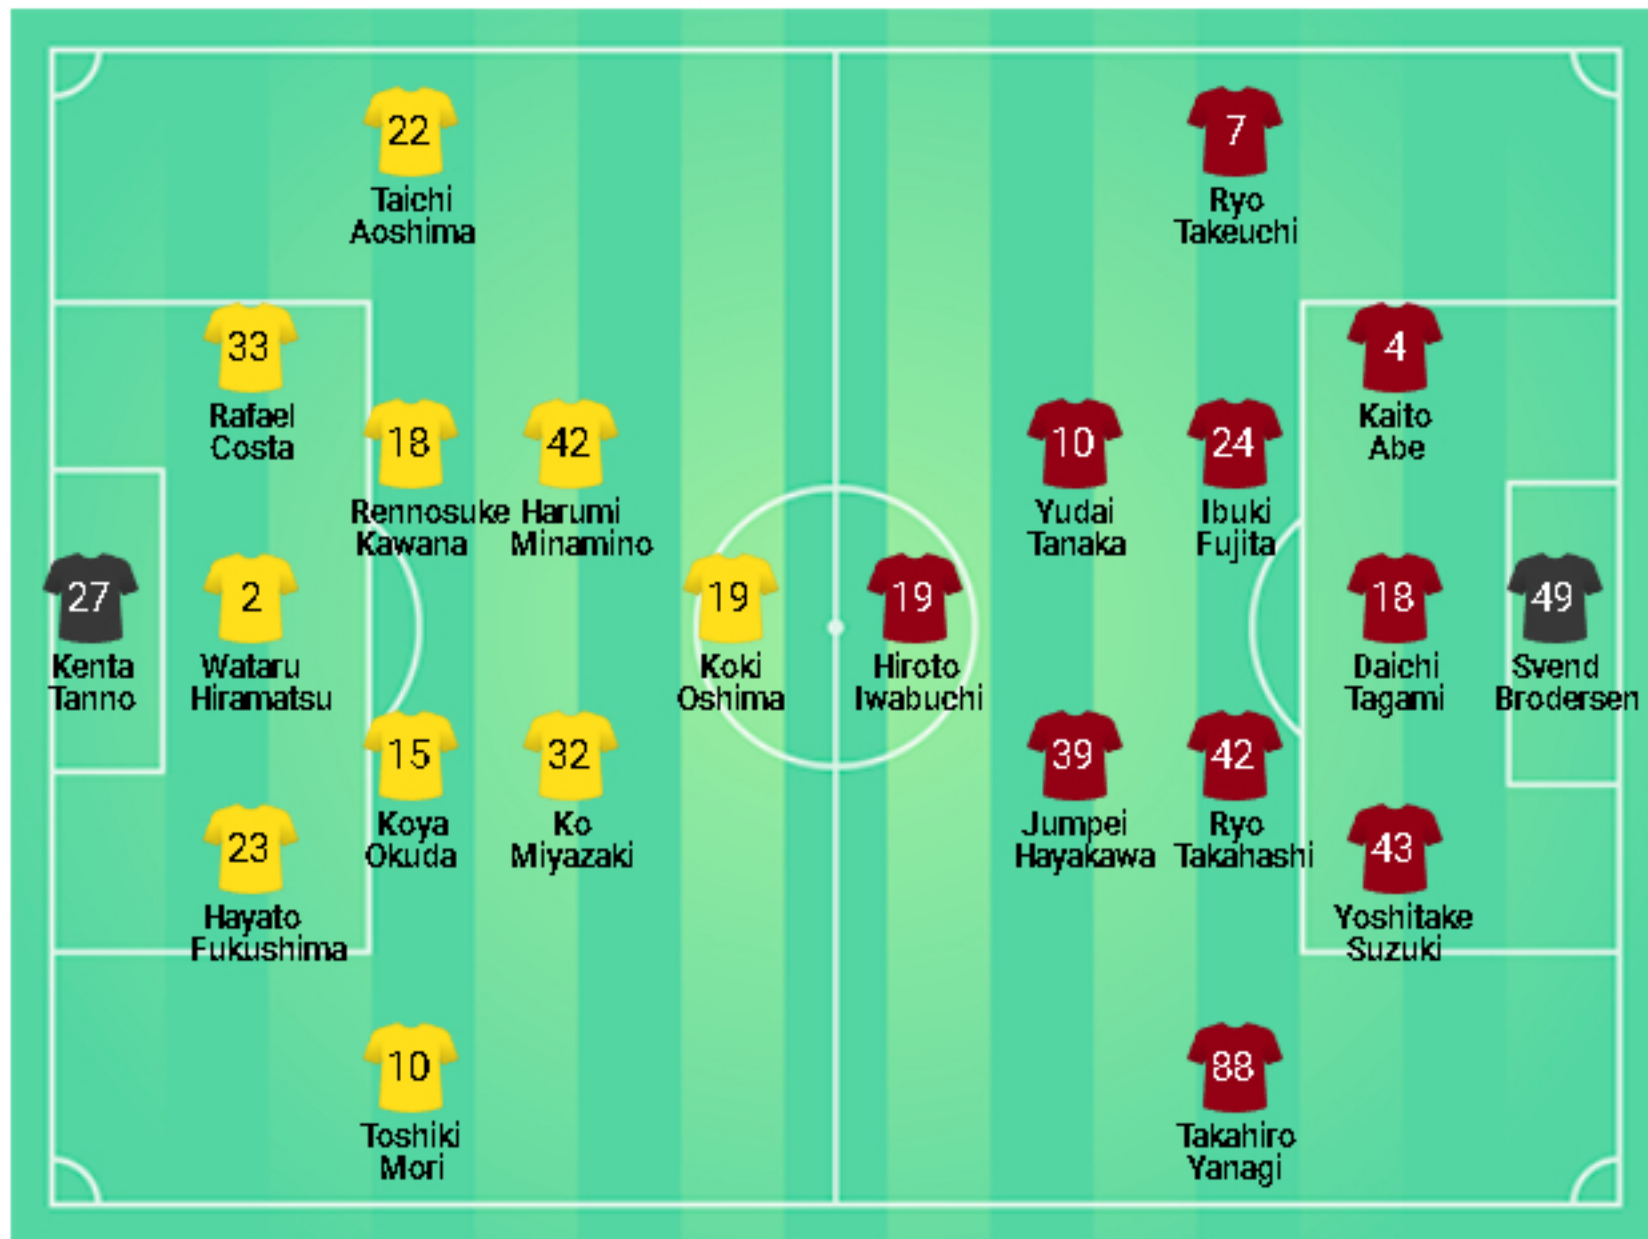 22
Taichi
Aoshima
33
Rafael
Costa
18
Rennosuke
Kawana
42
Harumi
Minamino
27
Kenta
Tanno
2
Wataru
Hiramatsu
19
Koki
Oshima
15
Koya
Okuda
32
Ko
Miyazaki
23
Hayato
Fukushima
10
Toshiki
Mori
7
Ryo
Takeuchi
4
Kaito
Abe
10
Yudai
Tanaka
24
Ibuki
Fujita
19
Hiroto
Iwabuchi
18
Daichi
Tagami
49
Svend
Brodersen
39
Jumpei
Hayakawa
42
Ryo
Takahashi
43
Yoshitake
Suzuki
88
Takahiro
Yanagi